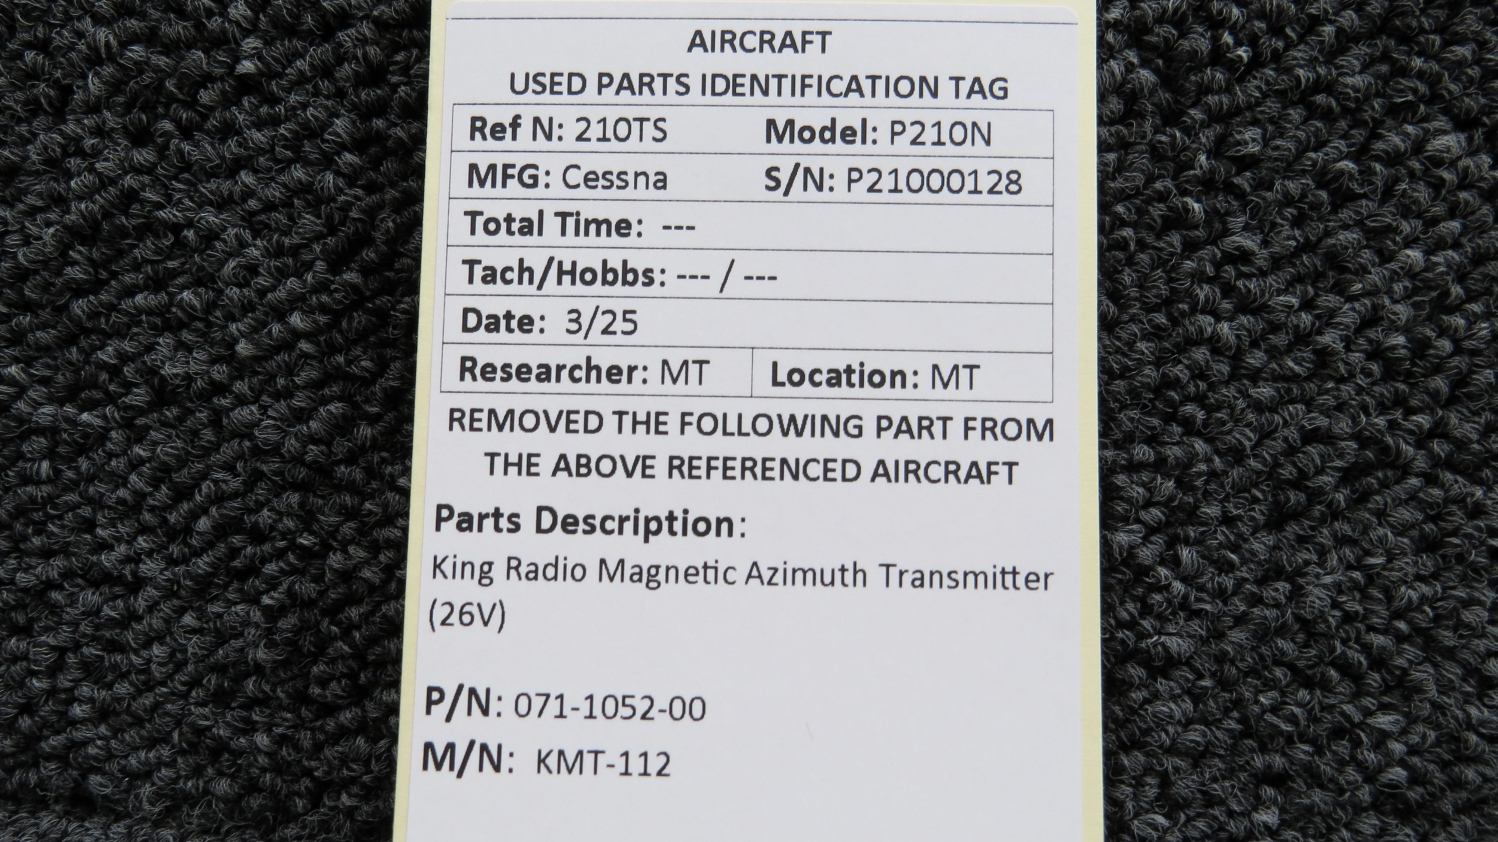 AIRCRAFT
USED PARTS IDENTIFICATION TAG
Ref N: 210TS Model: P210N
MFG: Cessna S/N: P21000128
Total Time: ---
Tach/Hobbs: --- / ---
Date: 3/25
Researcher: MT Location: MT
REMOVED THE FOLLOWING PART FROM
THE ABOVE REFERENCED AIRCRAFT
Parts Description:
King Radio Magnetic Azimuth Transmitter
(26V)
P/N: 071-1052-00
M/N: KMT-112